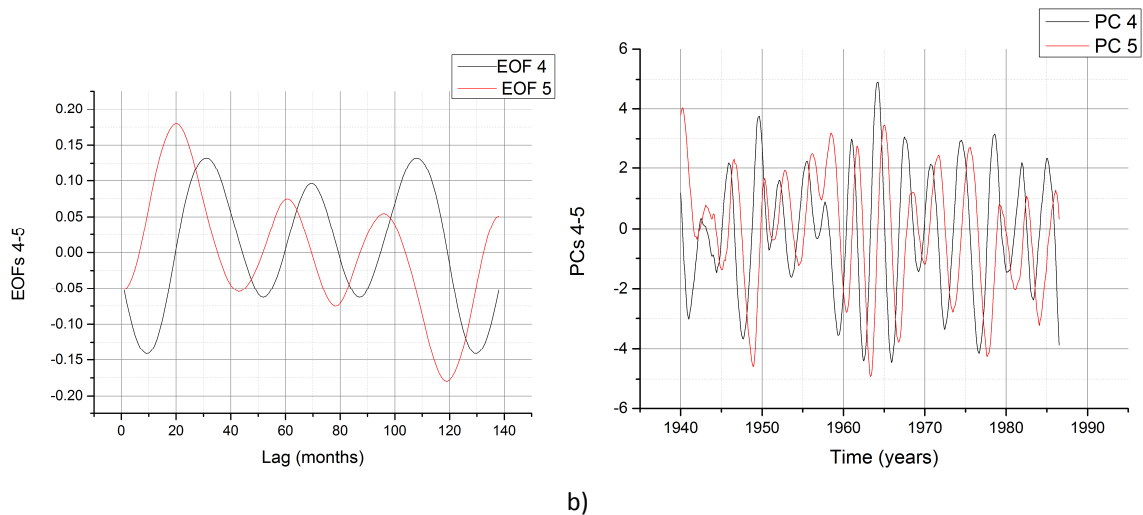 EOF 4
EOF 5
0.20
0.15
0.10
0.05
0.00
-0.05
-0.10
-0.15
-0.20
EOFs 4-5
0 20 40 60 80 100 120 140
Lag (months)
PC 4
PC 5
6
4
2
0
-2
-4
-6
PCs 4-5
1940 1950 1960 1970 1980 1990
Time (years)
b)